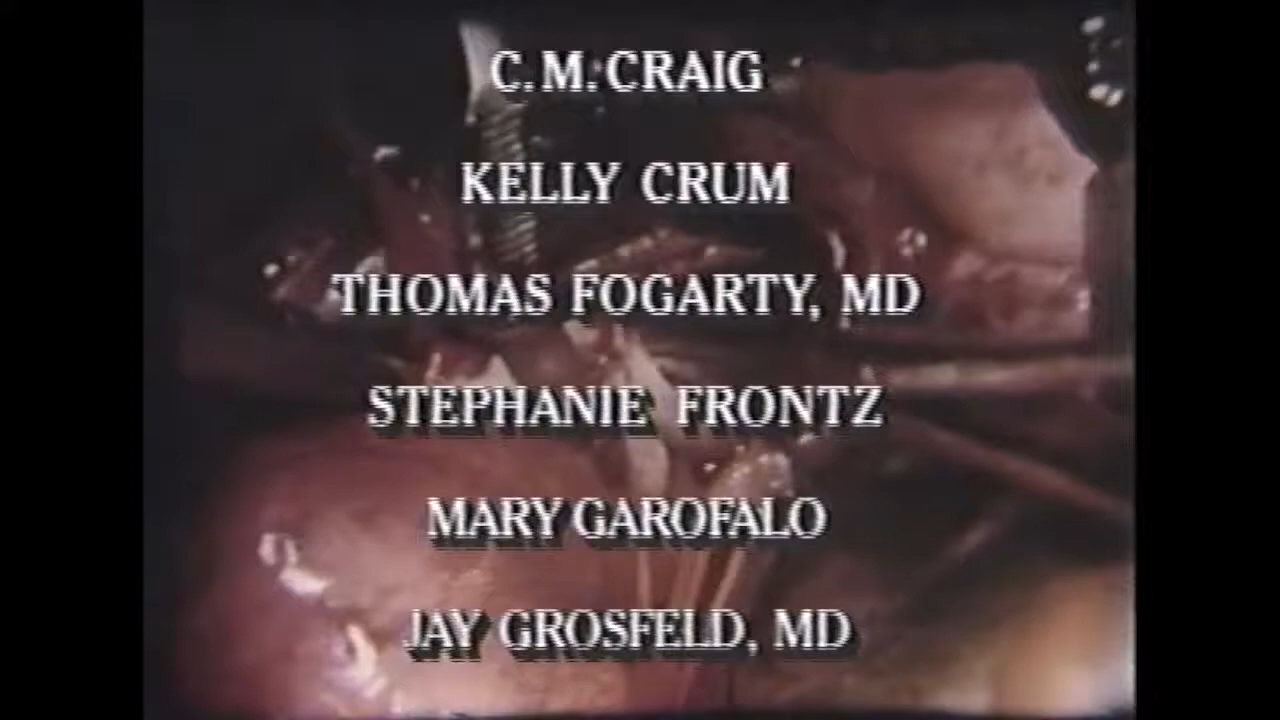 C. M. CRAIG
KELLY CRUM
THOMAS FOGARTY, MD
STEPHANIE FRONTZ
MARY GAROFALO
JAY GROSFELD, MD